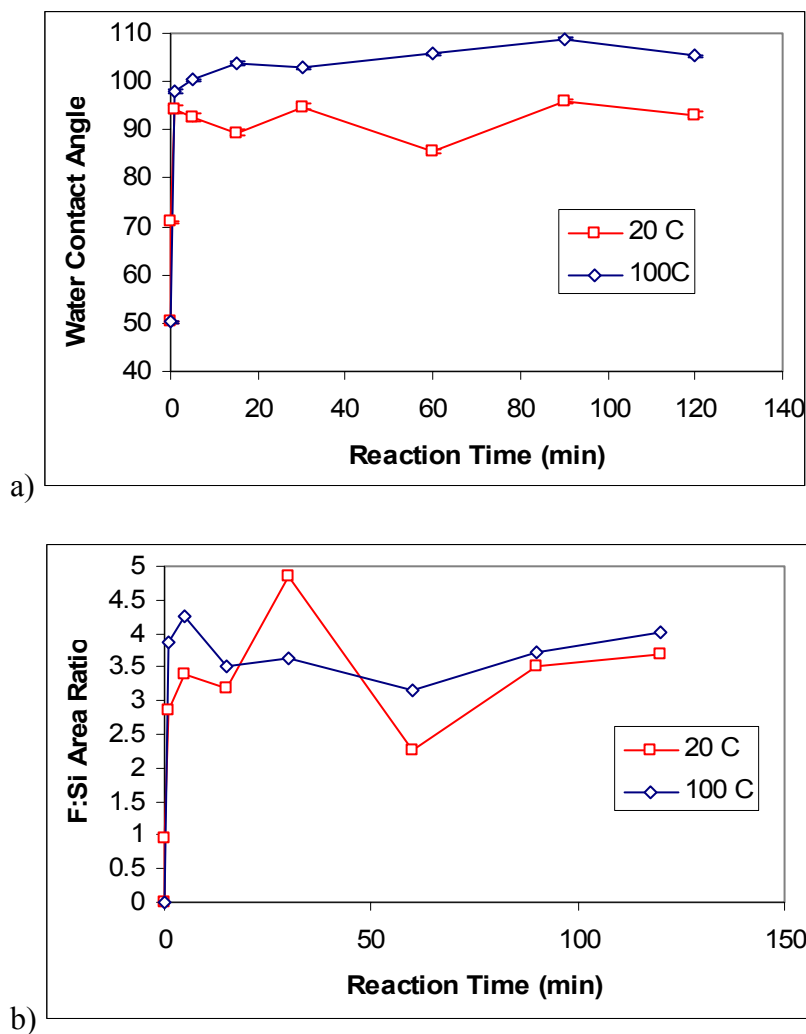 110
100
90
80
70
60
50
40
Water Contact Angle
20 C
100C
0 20 40 60 80 100 120 140
Reaction Time (min)
a)
5
4.5
4
3.5
3
2.5
2
1.5
1
0.5
0
F:Si Area Ratio
20 C
100 C
0 50 100 150
Reaction Time (min)
b)